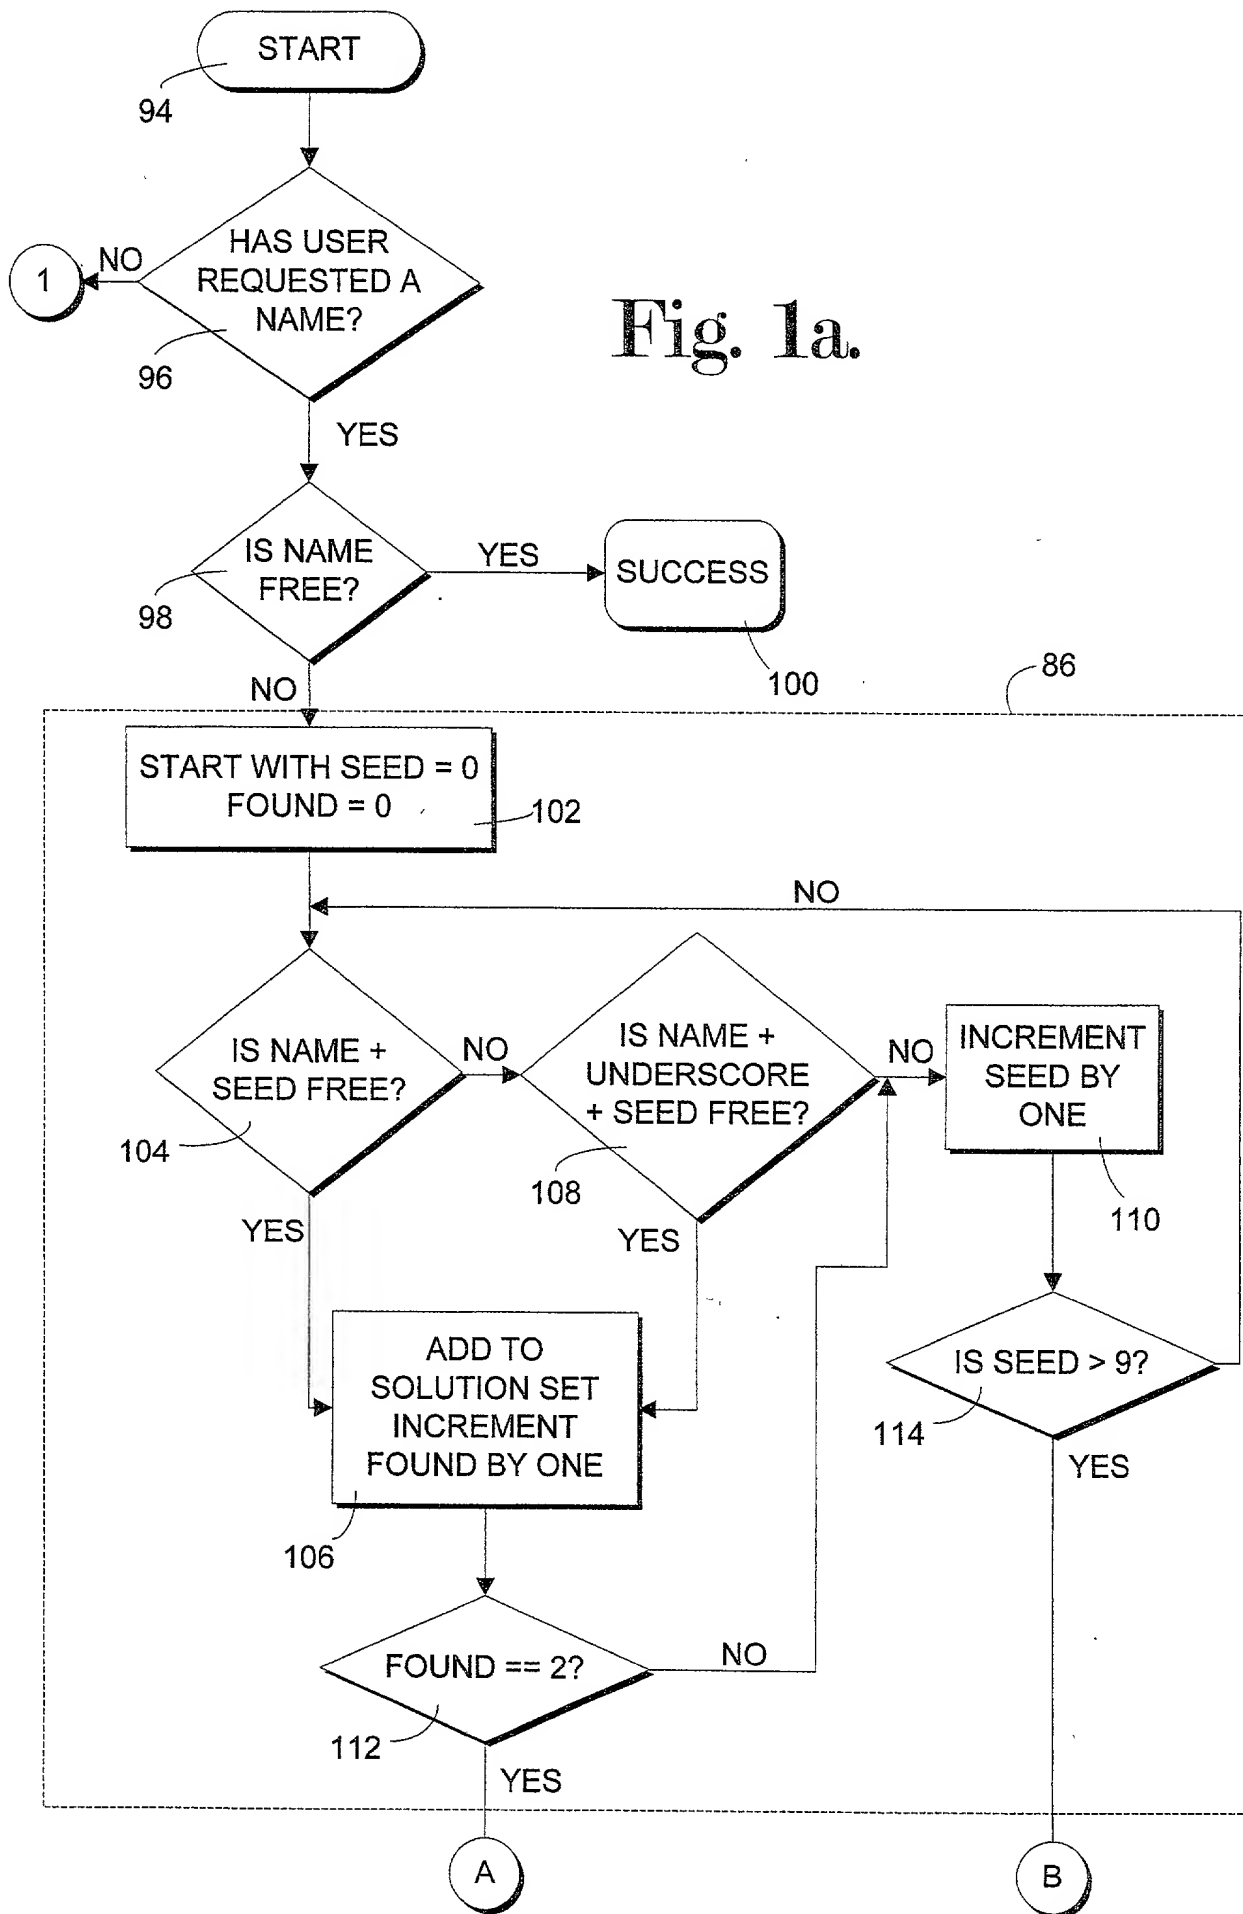 START
94
HAS USER
REQUESTED A
NAME?
NO
1
96
Fig. 1a.
YES
IS NAME
FREE?
YES
SUCCESS
98
100
NO
86
START WITH SEED = 0
FOUND = 0
102
NO
IS NAME +
SEED FREE?
NO
IS NAME +
UNDERSCORE
+ SEED FREE?
NO
INCREMENT
SEED BY
ONE
104
108
110
YES
YES
ADD TO
SOLUTION SET
INCREMENT
FOUND BY ONE
IS SEED > 9?
114
YES
106
FOUND == 2?
NO
112
YES
A
B